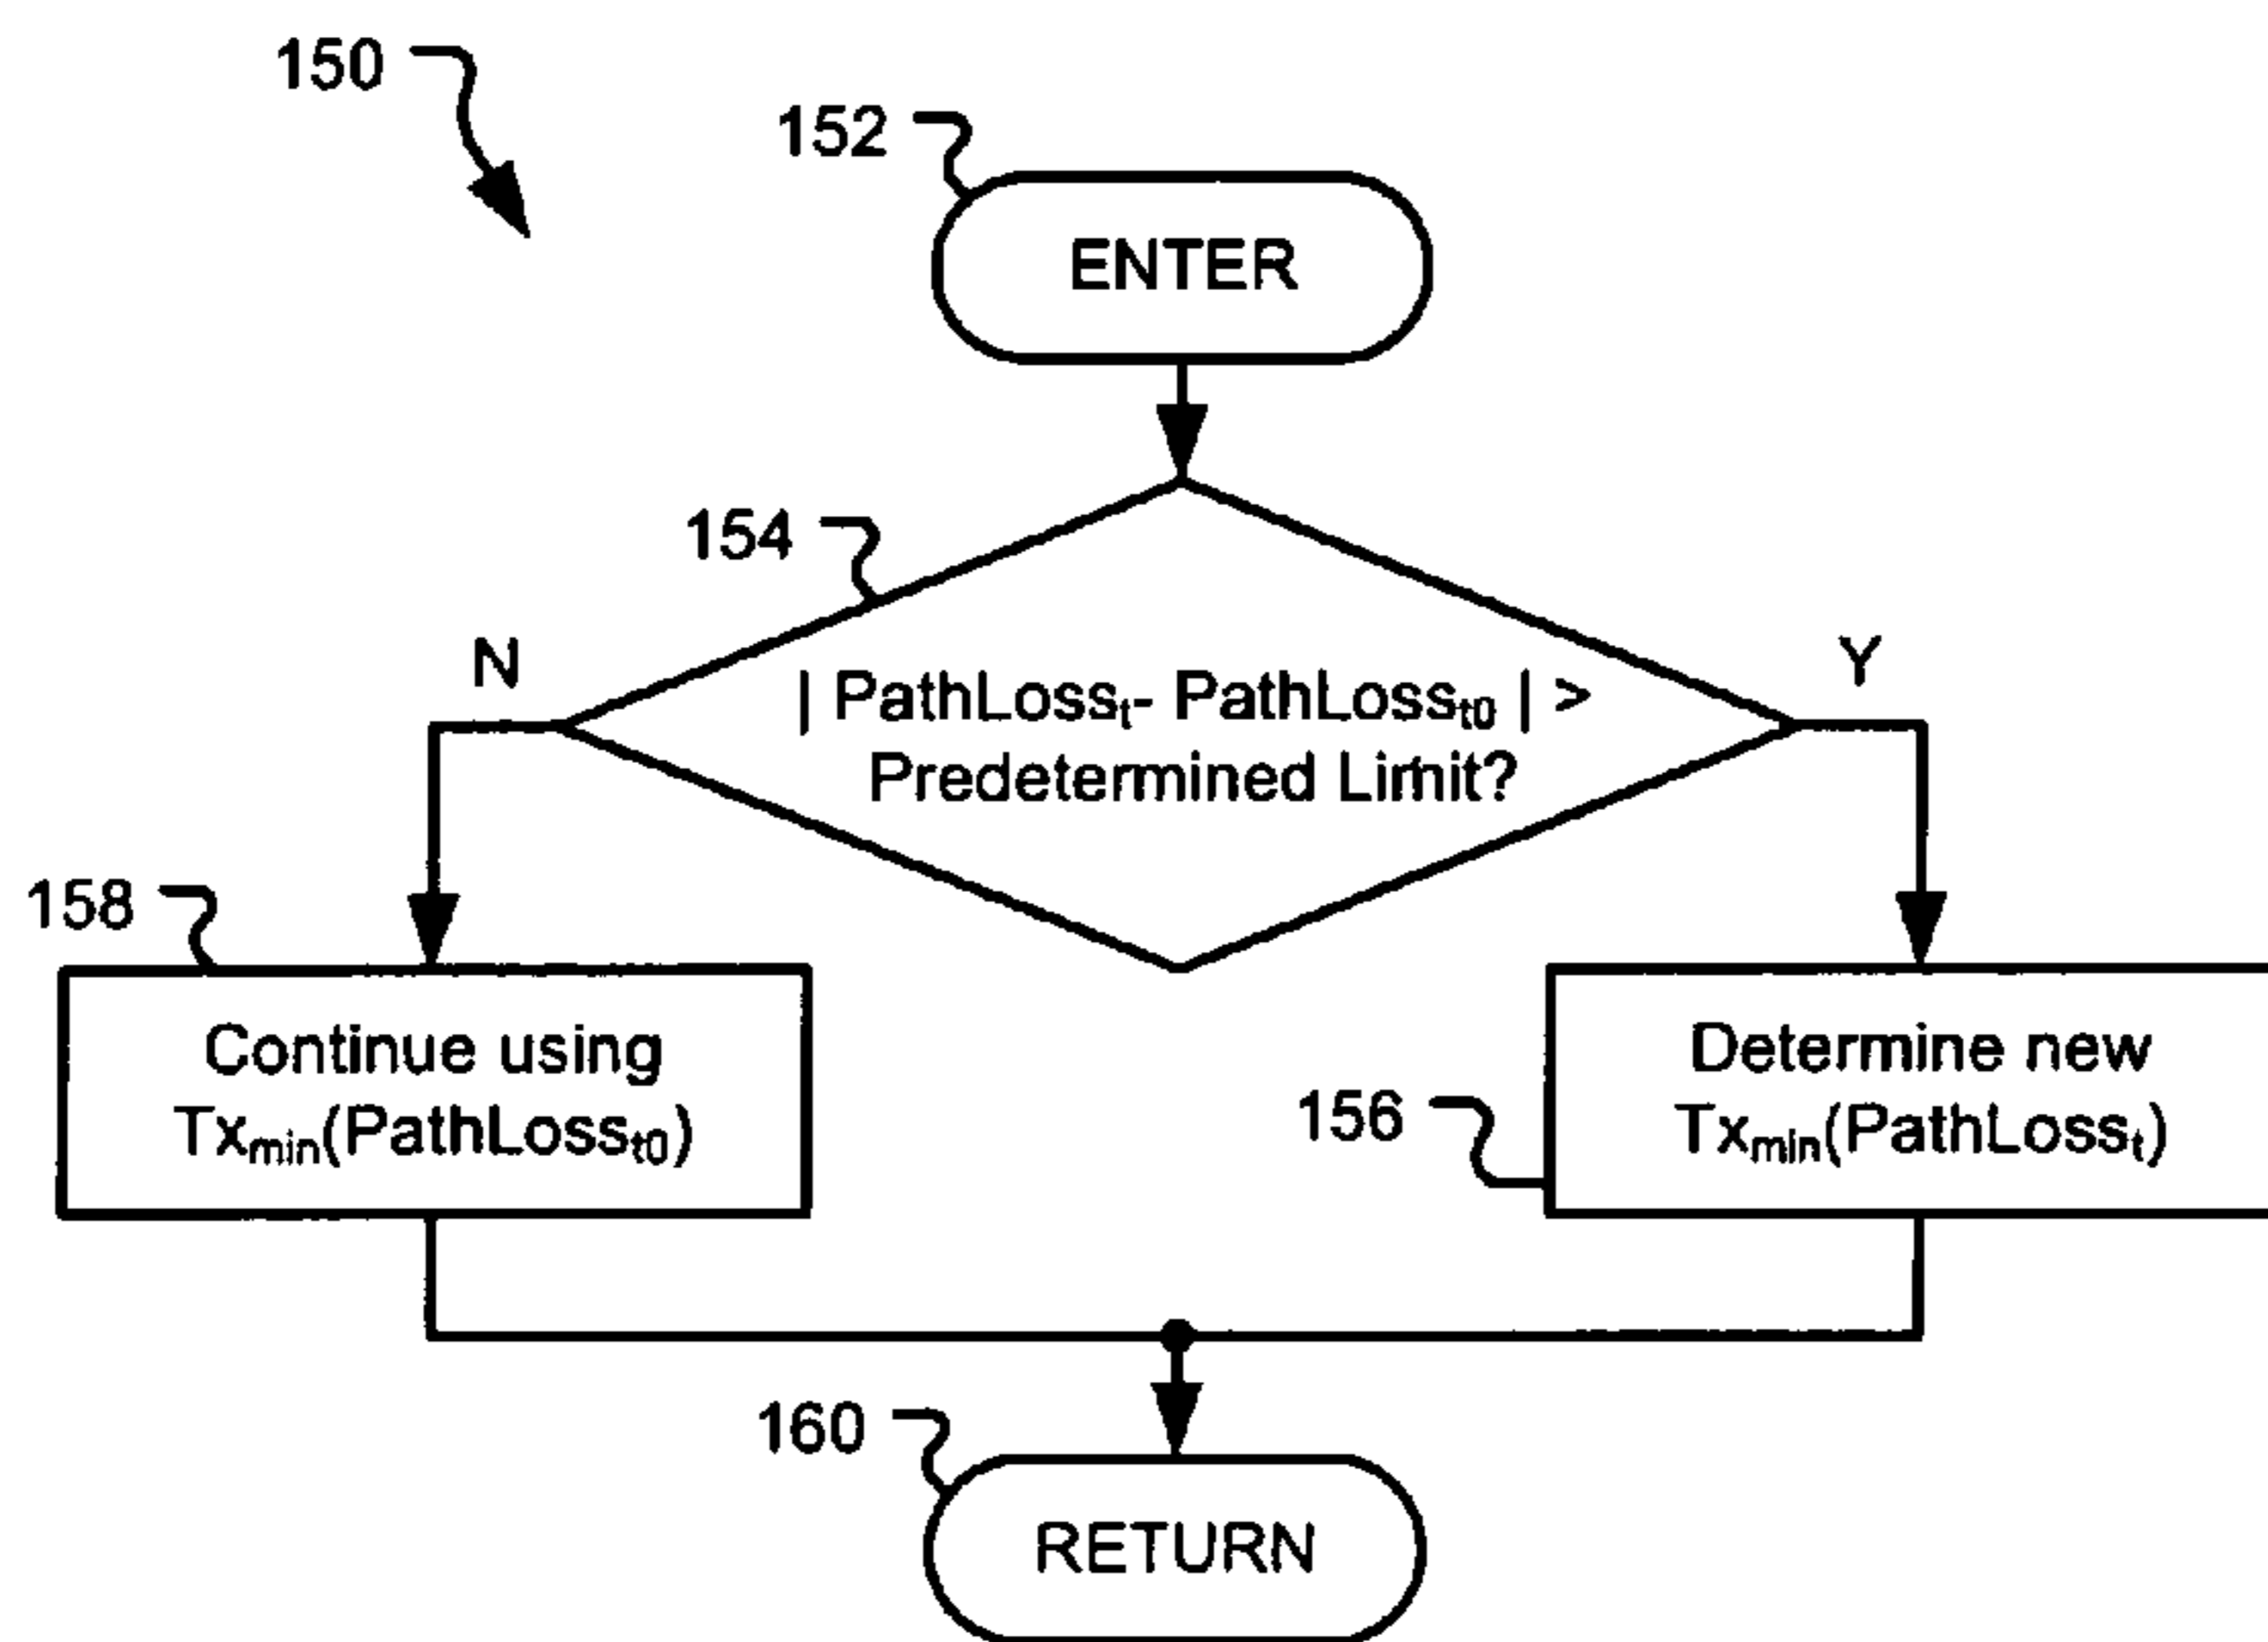 150
152
ENTER
154
N
Y
| PathLossₜ- PathLossₜ₀ | >
Predetermined Limit?
158
Continue using
Txₘᵢₙ(PathLossₜ₀)
156
Determine new
Txₘᵢₙ(PathLossₜ)
160
RETURN